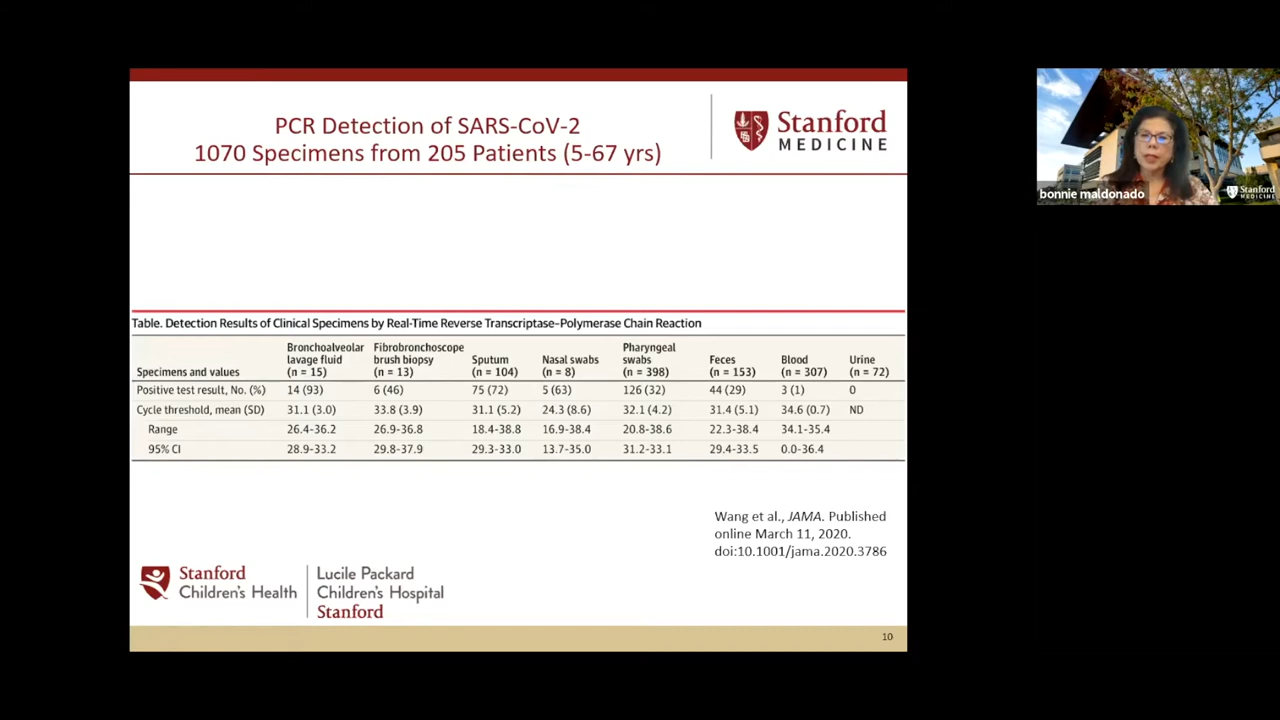 PCR Detection of SARS-CoV-2
1070 Specimens from 205 Patients (5-67 yrs)
Stanford
MEDICINE
bonnie maldonado
Stanford
MEDICINE
Table. Detection Results of Clinical Specimens by Real-Time Reverse Transcriptase–Polymerase Chain Reaction
Specimens and values Bronchoalveolar lavage fluid (n = 15) Fibrobronchoscope brush biopsy (n = 13) Sputum (n = 104) Nasal swabs (n = 8) Pharyngeal swabs (n = 398) Feces (n = 153) Blood (n = 307) Urine (n = 72)
Positive test result, No. (%) 14 (93) 6 (46) 75 (72) 5 (63) 126 (32) 44 (29) 3 (1) 0
Cycle threshold, mean (SD) 31.1 (3.0) 33.8 (3.9) 31.1 (5.2) 24.3 (8.6) 32.1 (4.2) 31.4 (5.1) 34.6 (0.7) ND
Range 26.4-36.2 26.9-36.8 18.4-38.8 16.9-38.4 20.8-38.6 22.3-38.4 34.1-35.4
95% CI 28.9-33.2 29.8-37.9 29.3-33.0 13.7-35.0 31.2-33.1 29.4-33.5 0.0-36.4
Wang et al., JAMA. Published
online March 11, 2020.
doi:10.1001/jama.2020.3786
Stanford
Children's Health
Lucile Packard
Children's Hospital
Stanford
10